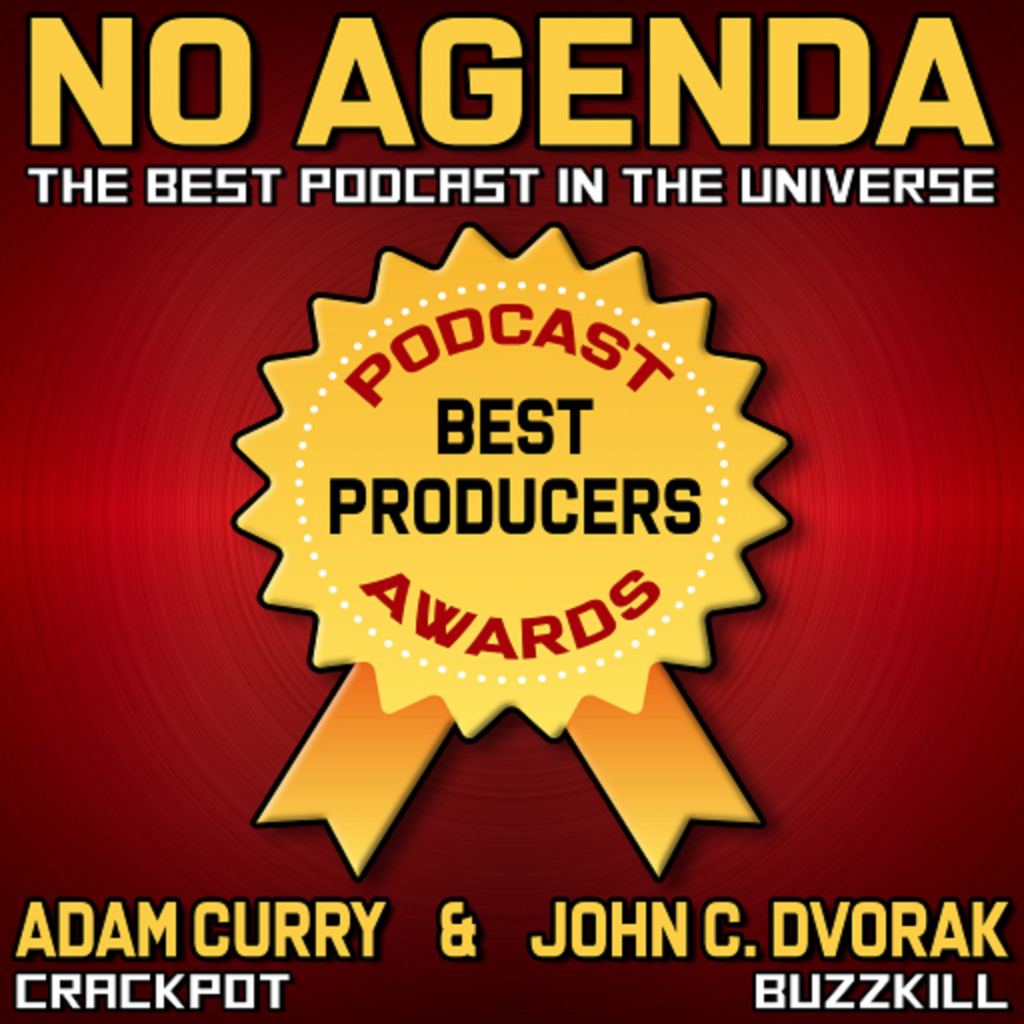 NO AGENDA
THE BEST PODCAST IN THE UNIVERSE
PODCAST
BEST
PRODUCERS
AWARDS
ADAM CURRY & JOHN C. DVORAK
CRACKPOT BUZZKILL